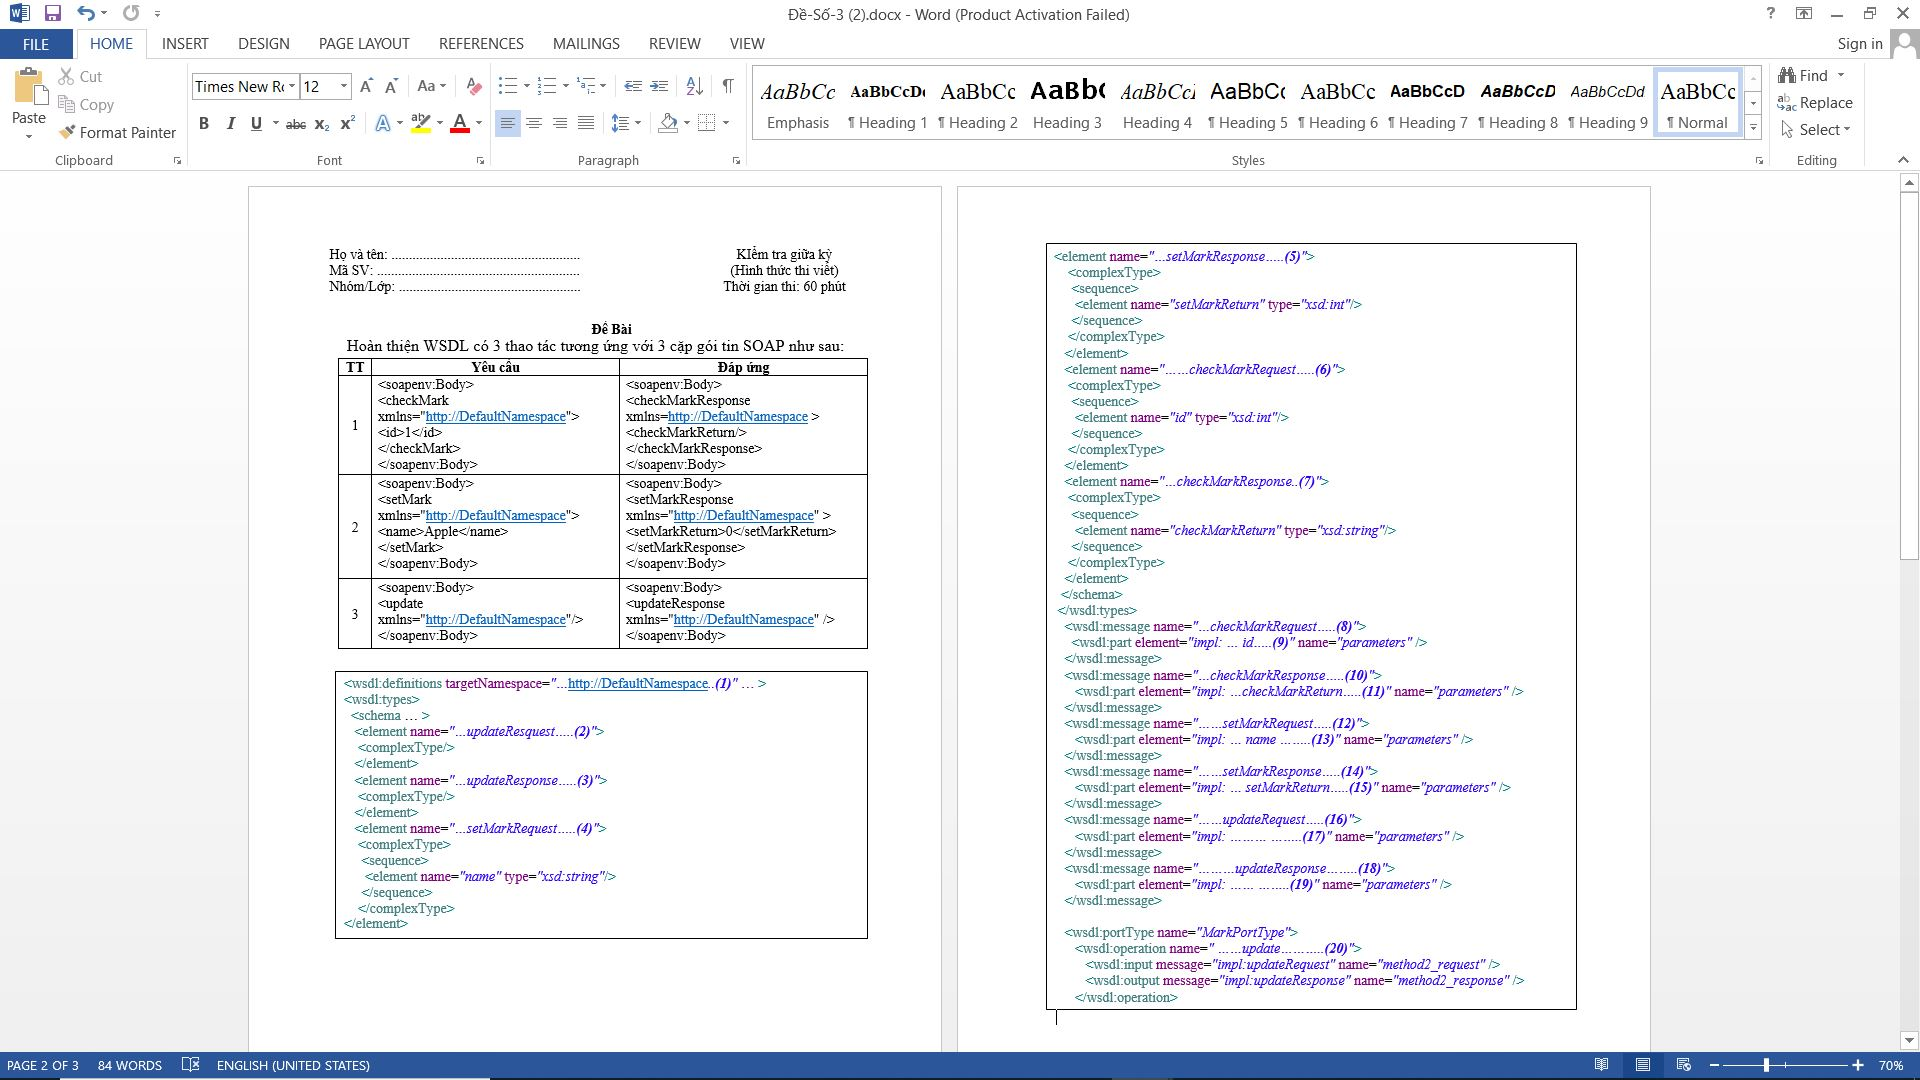 Đề-Số-3 (2).docx - Word (Product Activation Failed)
FILE HOME INSERT DESIGN PAGE LAYOUT REFERENCES MAILINGS REVIEW VIEW Sign in
Paste
Cut
Copy
Format Painter
Clipboard
Times New Rc 12
Font
Paragraph
AaBbCc AaBbCcDc AaBbCc AaBbC AaBbCcI AaBbCc AaBbCc AaBbCcD AaBbCcD AaBbCcDd AaBbCc
Emphasis ¶ Heading 1 ¶ Heading 2 Heading 3 Heading 4 ¶ Heading 5 ¶ Heading 6 ¶ Heading 7 ¶ Heading 8 ¶ Heading 9 ¶ Normal
Styles
Find
Replace
Select
Editing
Họ và tên: ......................................................
Mã SV: ..........................................................
Nhóm/Lớp: ....................................................
KIểm tra giữa kỳ
(Hình thức thi viết)
Thời gian thi: 60 phút
Đề Bài
Hoàn thiện WSDL có 3 thao tác tương ứng với 3 cặp gói tin SOAP như sau:
TT Yêu cầu Đáp ứng
1
<soapenv:Body>
<checkMark
xmlns="http://DefaultNamespace">
<id>1</id>
</checkMark>
</soapenv:Body>
<soapenv:Body>
<checkMarkResponse
xmlns=http://DefaultNamespace >
<checkMarkReturn/>
</checkMarkResponse>
</soapenv:Body>
2
<soapenv:Body>
<setMark
xmlns="http://DefaultNamespace">
<name>Apple</name>
</setMark>
</soapenv:Body>
<soapenv:Body>
<setMarkResponse
xmlns="http://DefaultNamespace" >
<setMarkReturn>0</setMarkReturn>
</setMarkResponse>
</soapenv:Body>
3
<soapenv:Body>
<update
xmlns="http://DefaultNamespace"/>
</soapenv:Body>
<soapenv:Body>
<updateResponse
xmlns="http://DefaultNamespace" />
</soapenv:Body>
<wsdl:definitions targetNamespace="...http://DefaultNamespace..(1)" … >
<wsdl:types>
<schema … >
<element name="...updateResquest…..(2)">
<complexType/>
</element>
<element name="...updateResponse…..(3)">
<complexType/>
</element>
<element name="...setMarkRequest…..(4)">
<complexType>
<sequence>
<element name="name" type="xsd:string"/>
</sequence>
</complexType>
</element>
<element name="...setMarkResponse…..(5)">
<complexType>
<sequence>
<element name="setMarkReturn" type="xsd:int"/>
</sequence>
</complexType>
</element>
<element name="……checkMarkRequest…..(6)">
<complexType>
<sequence>
<element name="id" type="xsd:int"/>
</sequence>
</complexType>
</element>
<element name="...checkMarkResponse..(7)">
<complexType>
<sequence>
<element name="checkMarkReturn" type="xsd:string"/>
</sequence>
</complexType>
</element>
</schema>
</wsdl:types>
<wsdl:message name="...checkMarkRequest…..(8)">
<wsdl:part element="impl: … id…..(9)" name="parameters" />
</wsdl:message>
<wsdl:message name="...checkMarkResponse…..(10)">
<wsdl:part element="impl: …checkMarkReturn…..(11)" name="parameters" />
</wsdl:message>
<wsdl:message name="……setMarkRequest…..(12)">
<wsdl:part element="impl: … name ……..(13)" name="parameters" />
</wsdl:message>
<wsdl:message name="……setMarkResponse…..(14)">
<wsdl:part element="impl: … setMarkReturn…..(15)" name="parameters" />
</wsdl:message>
<wsdl:message name="……updateRequest…..(16)">
<wsdl:part element="impl: ……… ……..(17)" name="parameters" />
</wsdl:message>
<wsdl:message name="………updateResponse……..(18)">
<wsdl:part element="impl: …… ……..(19)" name="parameters" />
</wsdl:message>
<wsdl:portType name="MarkPortType">
<wsdl:operation name=" ……update………..(20)">
<wsdl:input message="impl:updateRequest" name="method2_request" />
<wsdl:output message="impl:updateResponse" name="method2_response" />
</wsdl:operation>
PAGE 2 OF 3 84 WORDS ENGLISH (UNITED STATES) 70%